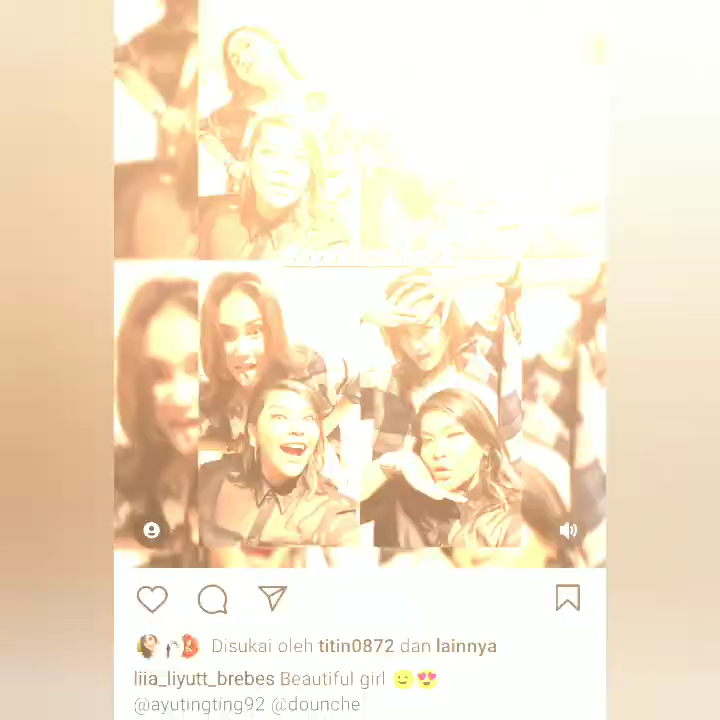 Disukai oleh titin0872 dan lainnya
liia_liyutt_brebes Beautiful girl 😉😍
@ayutingting92 @dounche